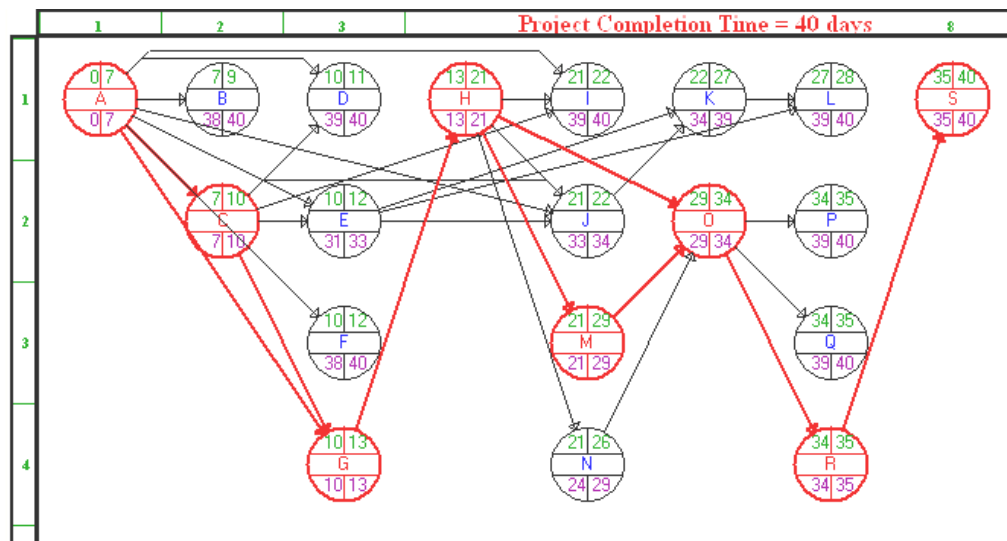 1 2 3 Project Completion Time = 40 days 8
1
0 7 7 9 10 11 13 21 21 22 22 27 27 28 35 40
A B D H I K L S
0 7 38 40 39 40 13 21 39 40 34 39 39 40 35 40
2
7 10 10 12 21 22 29 34 34 35
C E J O P
7 10 31 33 33 34 29 34 39 40
3
10 12 21 29 34 35
F M Q
38 40 21 29 39 40
4
10 13 21 26 34 35
G N R
10 13 24 29 34 35